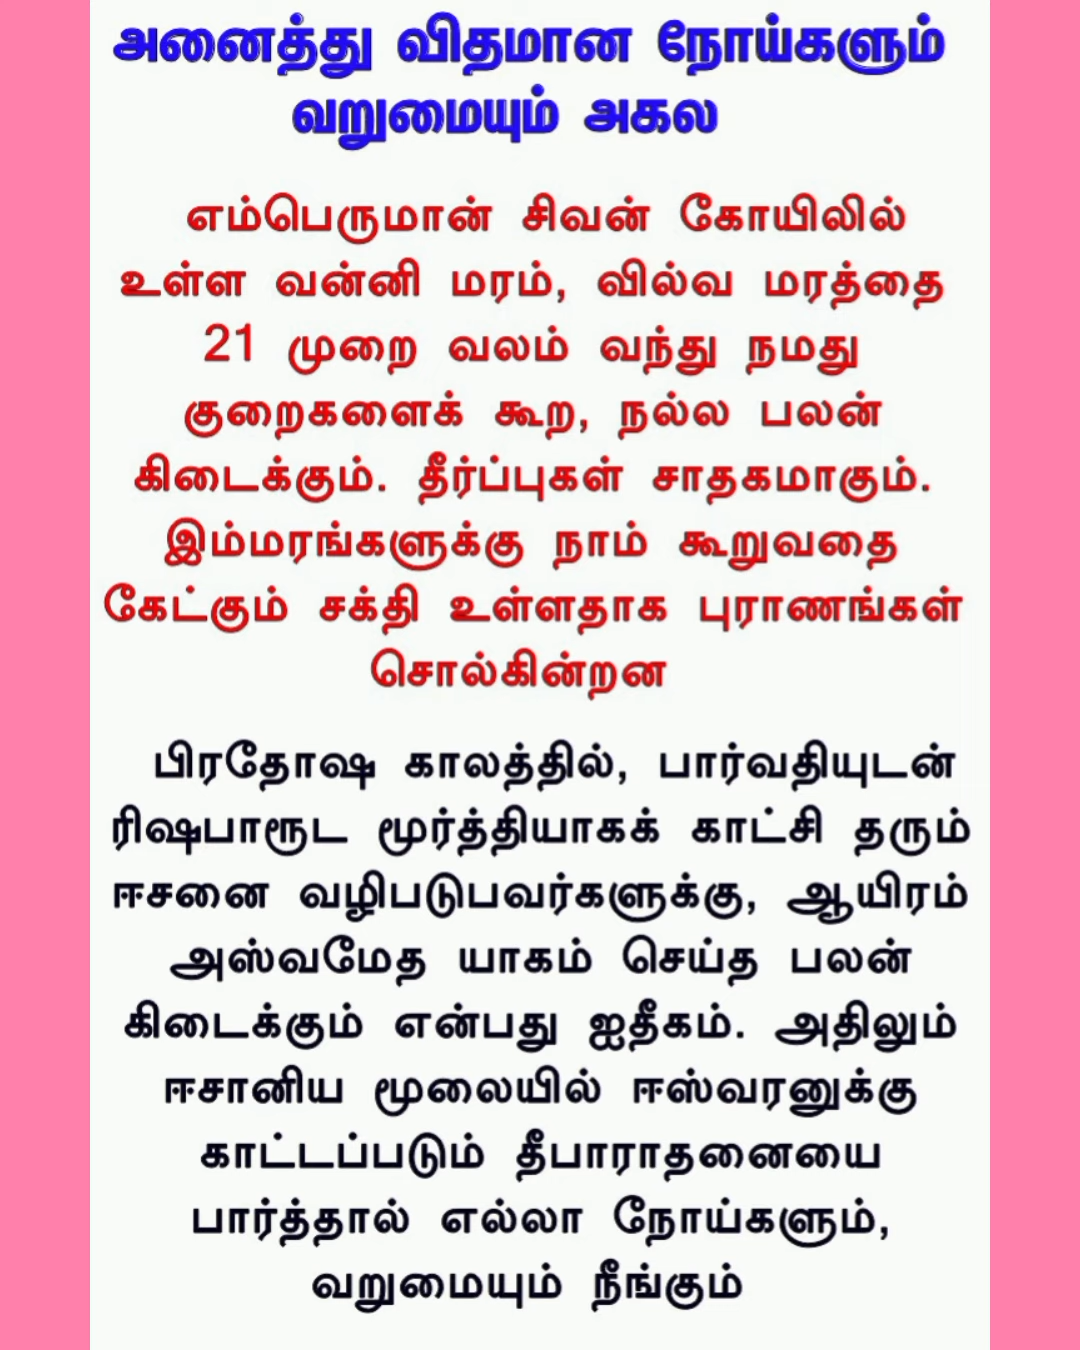 அனைத்து விதமான நோய்களும்
வறுமையும் அகல
எம்பெருமான் சிவன் கோயிலில்
உள்ள வன்னி மரம், வில்வ மரத்தை
21 முறை வலம் வந்து நமது
குறைகளைக் கூற, நல்ல பலன்
கிடைக்கும். தீர்ப்புகள் சாதகமாகும்.
இம்மரங்களுக்கு நாம் கூறுவதை
கேட்கும் சக்தி உள்ளதாக புராணங்கள்
சொல்கின்றன
பிரதோஷ காலத்தில், பார்வதியுடன்
ரிஷபாரூட மூர்த்தியாகக் காட்சி தரும்
ஈசனை வழிபடுபவர்களுக்கு, ஆயிரம்
அஸ்வமேத யாகம் செய்த பலன்
கிடைக்கும் என்பது ஐதீகம். அதிலும்
ஈசானிய மூலையில் ஈஸ்வரனுக்கு
காட்டப்படும் தீபாராதனையை
பார்த்தால் எல்லா நோய்களும்,
வறுமையும் நீங்கும்